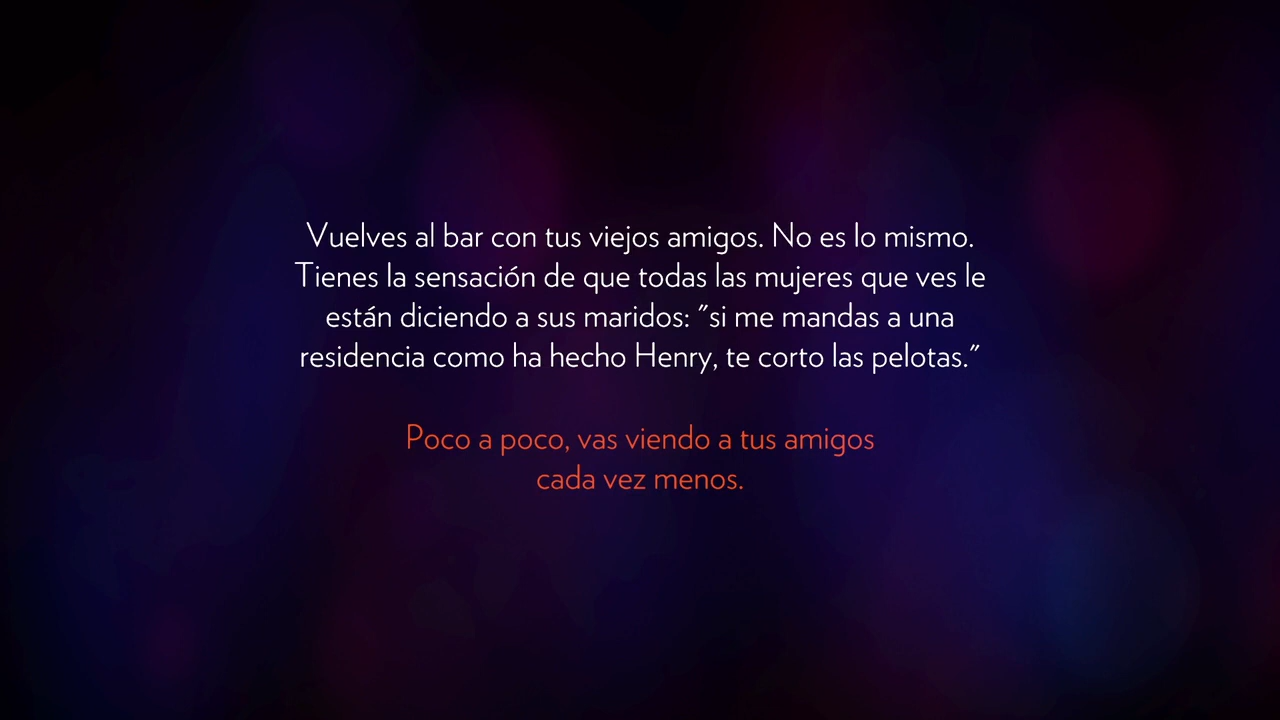 Vuelves al bar con tus viejos amigos. No es lo mismo.
Tienes la sensación de que todas las mujeres que ves le
están diciendo a sus maridos: "si me mandas a una
residencia como ha hecho Henry, te corto las pelotas."
Poco a poco, vas viendo a tus amigos
cada vez menos.